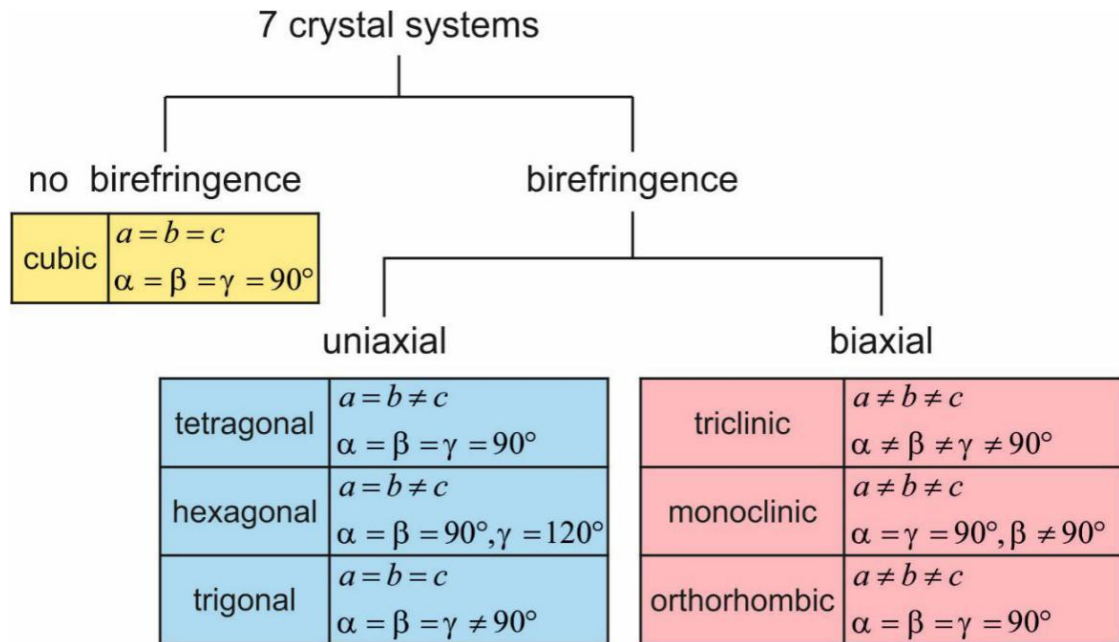 7 crystal systems
no birefringence
birefringence
cubic
a = b = c
α = β = γ = 90°
uniaxial
biaxial
tetragonal
a = b ≠ c
α = β = γ = 90°
hexagonal
a = b ≠ c
α = β = 90°, γ = 120°
trigonal
a = b = c
α = β = γ ≠ 90°
triclinic
a ≠ b ≠ c
α ≠ β ≠ γ ≠ 90°
monoclinic
a ≠ b ≠ c
α = γ = 90°, β ≠ 90°
orthorhombic
a ≠ b ≠ c
α = β = γ = 90°